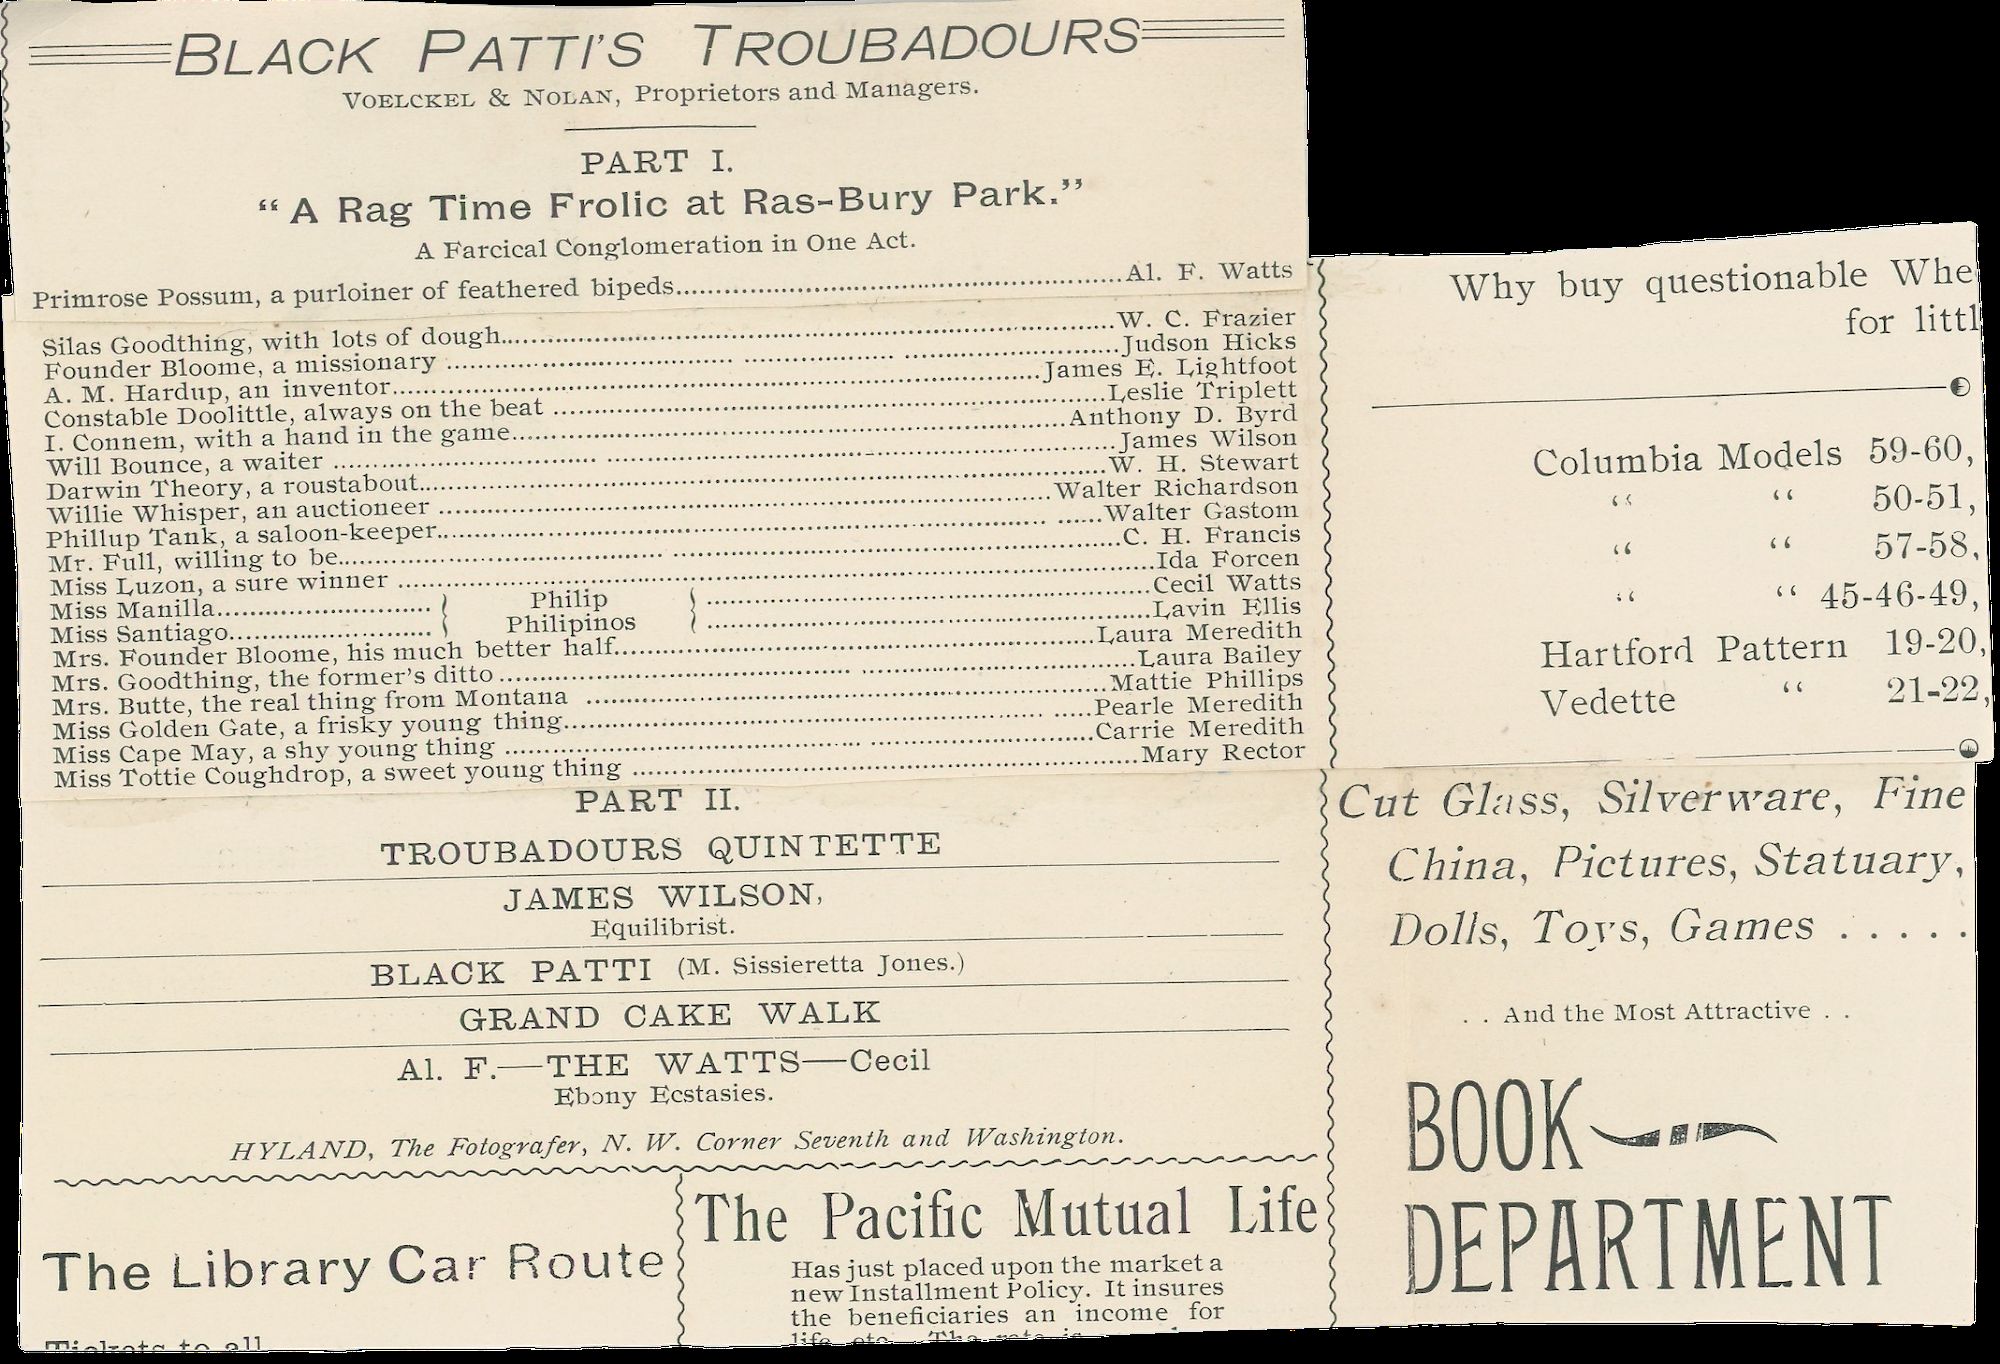 BLACK PATTI'S TROUBADOURS
VOELCKEL & NOLAN, Proprietors and Managers.
PART I.
"A Rag Time Frolic at Ras-Bury Park."
A Farcical Conglomeration in One Act.
Primrose Possum, a purloiner of feathered bipeds....Al. F. Watts
Silas Goodthing, with lots of dough....W. C. Frazier
Founder Bloome, a missionary ....Judson Hicks
A. M. Hardup, an inventor....James E. Lightfoot
Constable Doolittle, always on the beat ....Leslie Triplett
I. Connem, with a hand in the game....Anthony D. Byrd
Will Bounce, a waiter ....James Wilson
Darwin Theory, a roustabout....W. H. Stewart
Willie Whisper, an auctioneer ....Walter Richardson
Phillup Tank, a saloon-keeper....Walter Gastom
Mr. Full, willing to be....C. H. Francis
Miss Luzon, a sure winner ....Ida Forcen
Miss Manilla.... } Philip { ....Cecil Watts
Miss Santiago.... } Philipinos { ....Lavin Ellis
Mrs. Founder Bloome, his much better half....Laura Meredith
Mrs. Goodthing, the former's ditto ....Laura Bailey
Mrs. Butte, the real thing from Montana ....Mattie Phillips
Miss Golden Gate, a frisky young thing....Pearle Meredith
Miss Cape May, a shy young thing ....Carrie Meredith
Miss Tottie Coughdrop, a sweet young thing ....Mary Rector
PART II.
TROUBADOURS QUINTETTE
JAMES WILSON,
Equilibrist.
BLACK PATTI (M. Sissieretta Jones.)
GRAND CAKE WALK
Al. F.—THE WATTS—Cecil
Ebony Ecstasies.
HYLAND, The Fotografer, N. W. Corner Seventh and Washington.
The Library Car Route
Tickets to all
The Pacific Mutual Life
Has just placed upon the market a
new Installment Policy. It insures
the beneficiaries an income for
life, etc. The rate is
Why buy questionable Whe
for littl
Columbia Models 59-60,
" " 50-51,
" " 57-58,
" " 45-46-49,
Hartford Pattern 19-20,
Vedette " 21-22,
Cut Glass, Silverware, Fine
China, Pictures, Statuary,
Dolls, Toys, Games . . . . .
. . And the Most Attractive . .
BOOK
DEPARTMENT